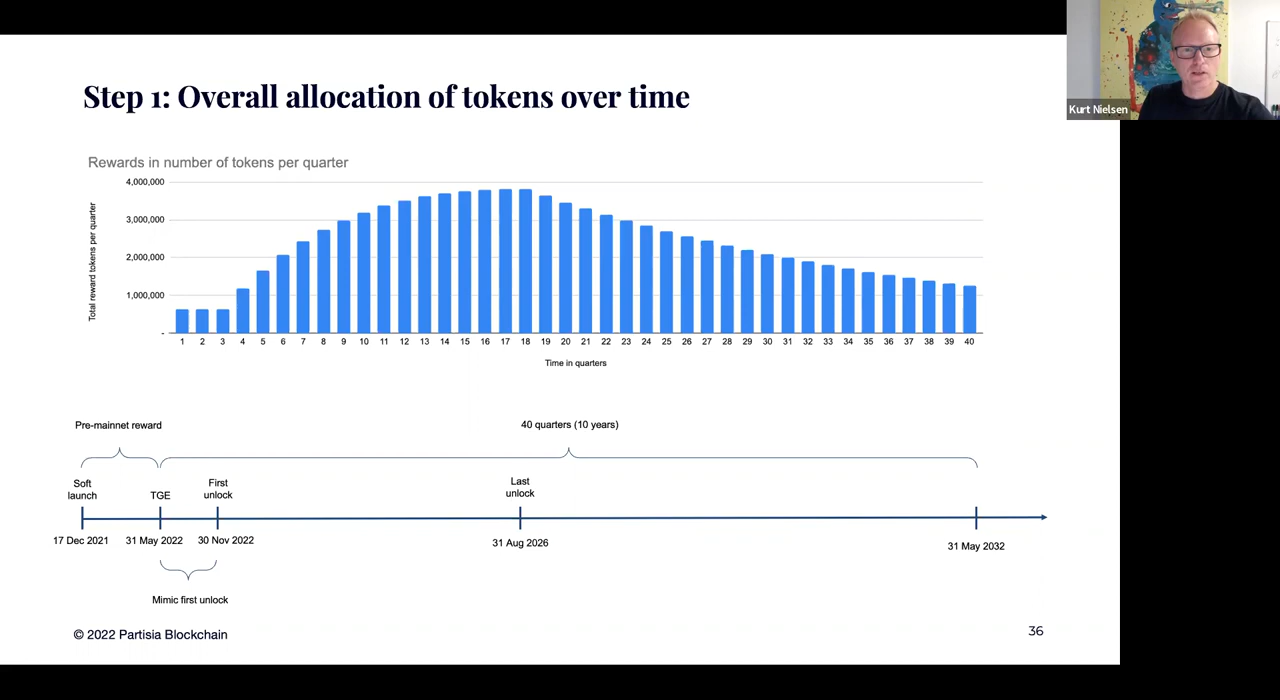 Kurt Nielsen
Step 1: Overall allocation of tokens over time
Rewards in number of tokens per quarter
Total reward tokens per quarter
4,000,000
3,000,000
2,000,000
1,000,000
-
1 2 3 4 5 6 7 8 9 10 11 12 13 14 15 16 17 18 19 20 21 22 23 24 25 26 27 28 29 30 31 32 33 34 35 36 37 38 39 40
Time in quarters
Pre-mainnet reward
40 quarters (10 years)
Soft
launch
TGE
First
unlock
Last
unlock
17 Dec 2021
31 May 2022
30 Nov 2022
31 Aug 2026
31 May 2032
Mimic first unlock
© 2022 Partisia Blockchain
36